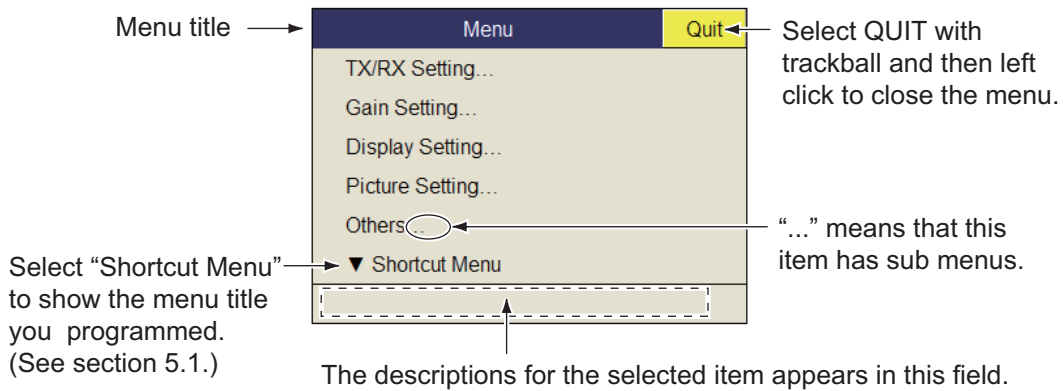 Menu title
Menu
Quit
Select QUIT with
trackball and then left
click to close the menu.
TX/RX Setting...
Gain Setting...
Display Setting...
Picture Setting...
Others...
"..." means that this
item has sub menus.
▼ Shortcut Menu
Select "Shortcut Menu"
to show the menu title
you programmed.
(See section 5.1.)
The descriptions for the selected item appears in this field.